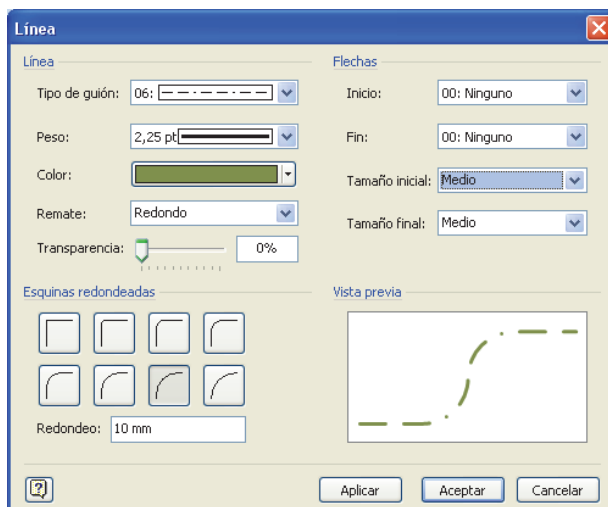 Línea
Línea
Tipo de guión: 06:
Peso: 2,25 pt
Color:
Remate: Redondo
Transparencia: 0%
Flechas
Inicio: 00: Ninguno
Fin: 00: Ninguno
Tamaño inicial: Medio
Tamaño final: Medio
Esquinas redondeadas
Redondeo: 10 mm
Vista previa
?
Aplicar
Aceptar
Cancelar